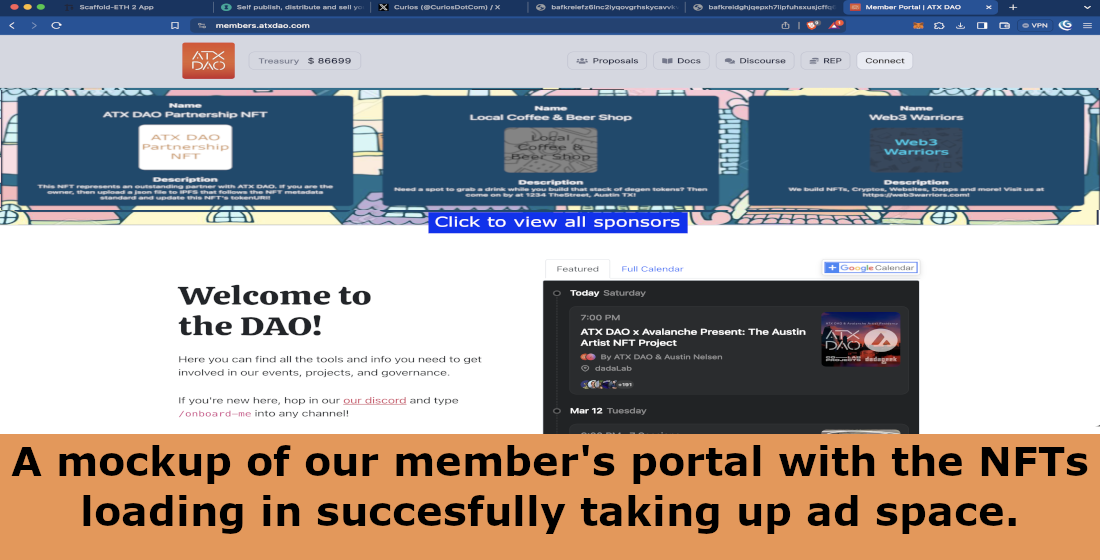 Scaffold-ETH 2 App
Self publish, distribute and sell yo
Curios (@CuriosDotCom) / X
Member Portal | ATX DAO
members.atxdao.com
VPN
ATX
DAO
Treasury $ 86699
Proposals
Docs
Discourse
REP
Connect
Name
ATX DAO Partnership NFT
ATX DAO
Partnership
NFT
Description
This NFT represents an outstanding partner with ATX DAO. If you are the
owner, then upload a json file to IPFS that follows the NFT metadata
standard and update this NFT's tokenURI!
Name
Local Coffee & Beer Shop
Local
Coffee &
Beer Shop
Description
Need a spot to grab a drink while you build that stack of degen tokens? Then
come on by at 1234 TheStreet, Austin TX!
Name
Web3 Warriors
Web3
Warriors
Description
We build NFTs, Cryptos, Websites, Dapps and more! Visit us at
https://web3warriors.com!
Click to view all sponsors
Welcome to
the DAO!
Here you can find all the tools and info you need to get
involved in our events, projects, and governance.
If you're new here, hop in our our discord and type
/onboard-me into any channel!
Featured
Full Calendar
+ Google Calendar
Today Saturday
7:00 PM
ATX DAO x Avalanche Present: The Austin
Artist NFT Project
By ATX DAO & Austin Nelsen
dadaLab
+191
ATX
DAO
dadageek
Mar 12 Tuesday
A mockup of our member's portal with the NFTs
loading in succesfully taking up ad space.